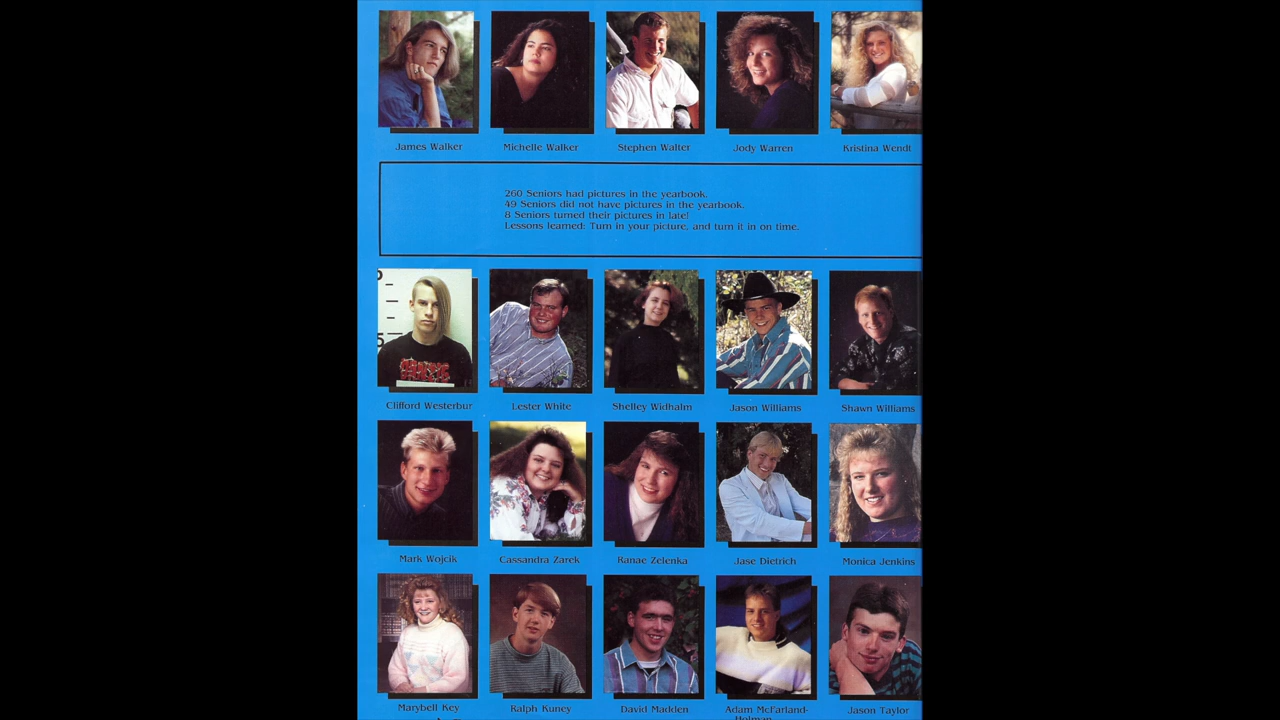 James Walker
Michelle Walker
Stephen Walter
Jody Warren
Kristina Wendt
260 Seniors had pictures in the yearbook.
49 Seniors did not have pictures in the yearbook.
8 Seniors turned their pictures in late!
Lessons learned: Turn in your picture, and turn it in on time.
Clifford Westerbur
Lester White
Shelley Widhalm
Jason Williams
Shawn Williams
Mark Wojcik
Cassandra Zarek
Ranae Zelenka
Jase Dietrich
Monica Jenkins
Marybell Key
Ralph Kuney
David Madden
Adam McFarland-
Holman
Jason Taylor